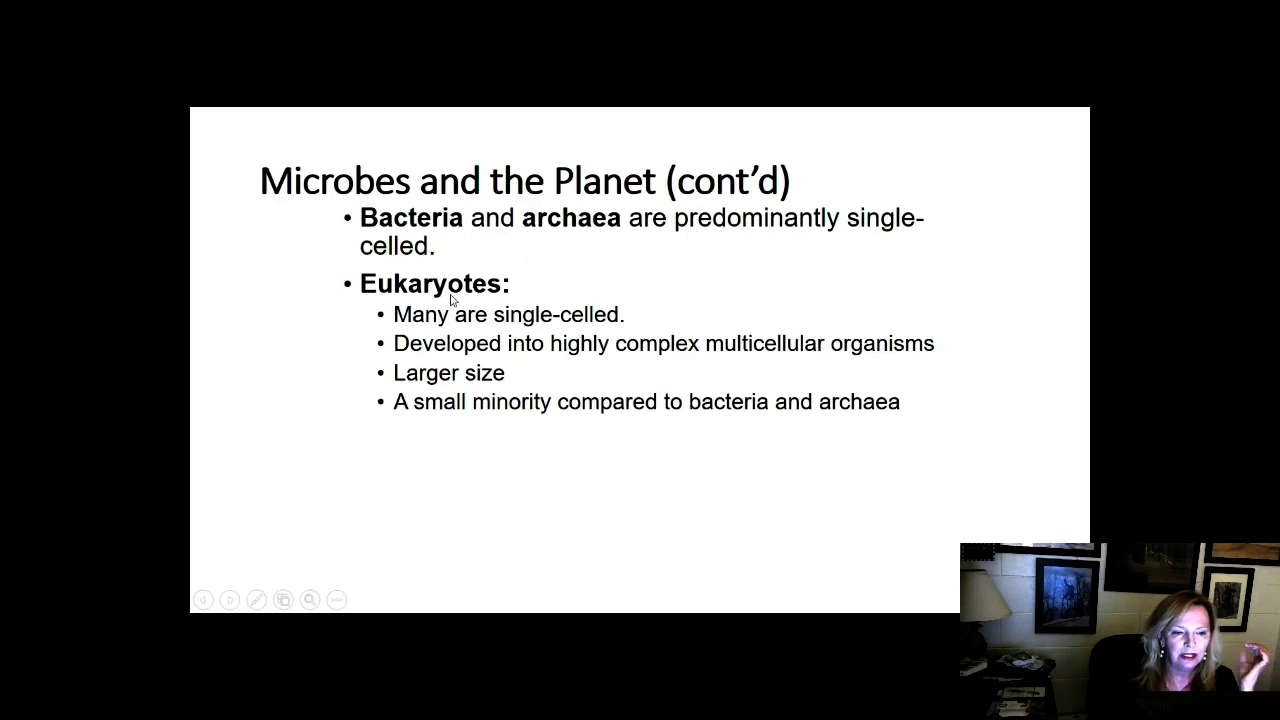 Microbes and the Planet (cont’d)
• Bacteria and archaea are predominantly single-
celled.
• Eukaryotes:
• Many are single-celled.
• Developed into highly complex multicellular organisms
• Larger size
• A small minority compared to bacteria and archaea